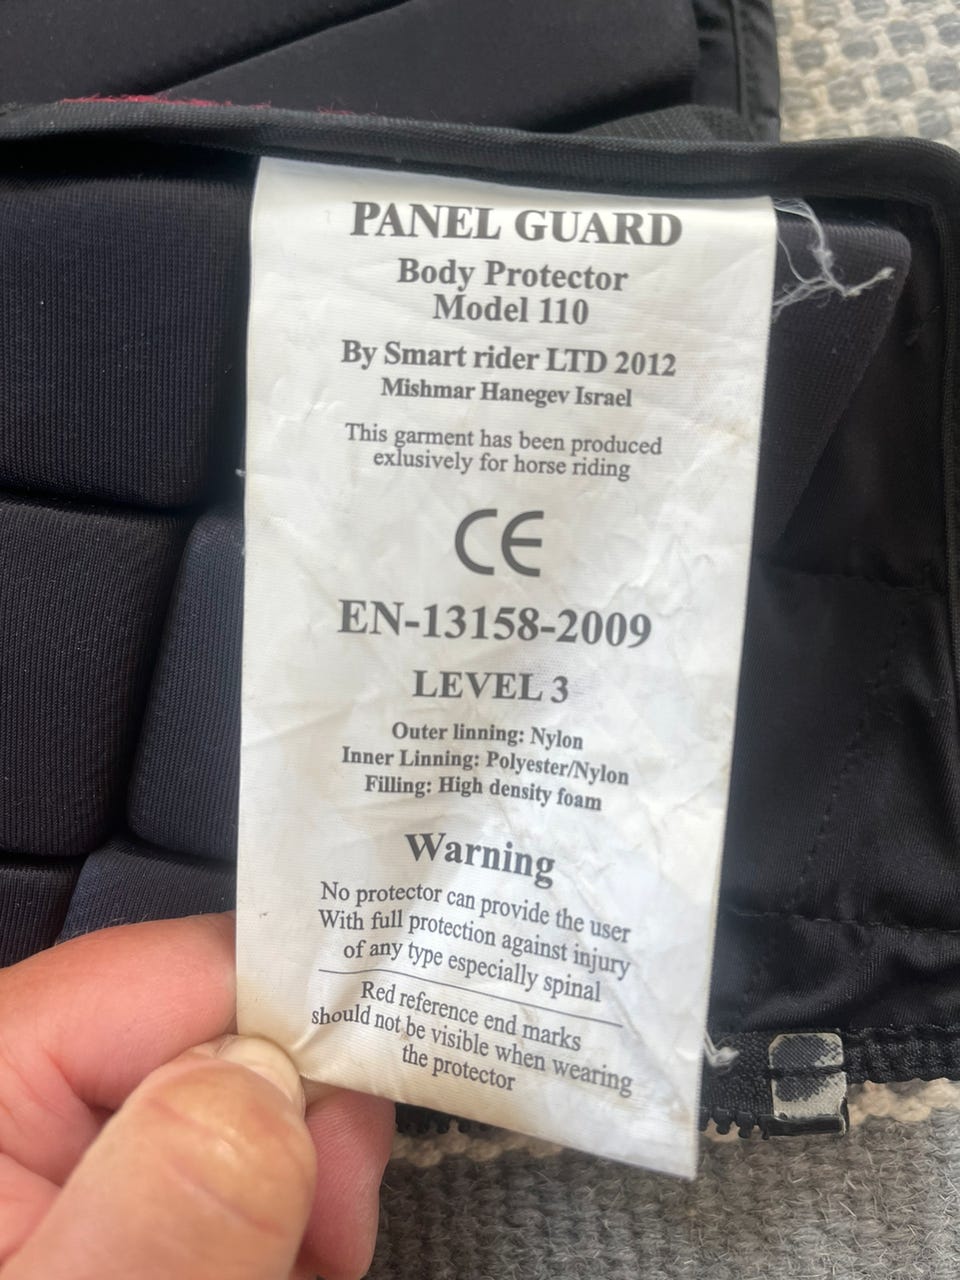 PANEL GUARD
Body Protector
Model 110
By Smart rider LTD 2012
Mishmar Hanegev Israel
This garment has been produced
exlusively for horse riding
CE
EN-13158-2009
LEVEL 3
Outer linning: Nylon
Inner Linning: Polyester/Nylon
Filling: High density foam
Warning
No protector can provide the user
With full protection against injury
of any type especially spinal
Red reference end marks
should not be visible when wearing
the protector